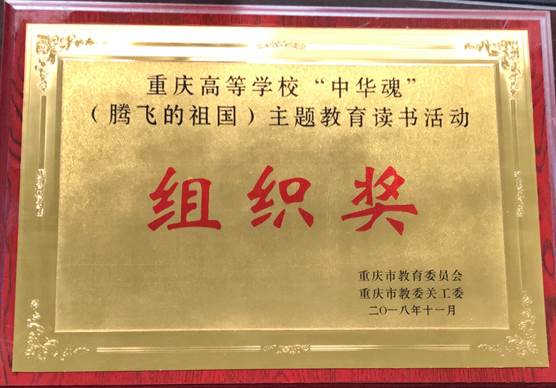 重庆高等学校“中华魂”
（腾飞的祖国）主题教育读书活动
组织奖
重庆市教育委员会
重庆市教委关工委
二〇一八年十一月